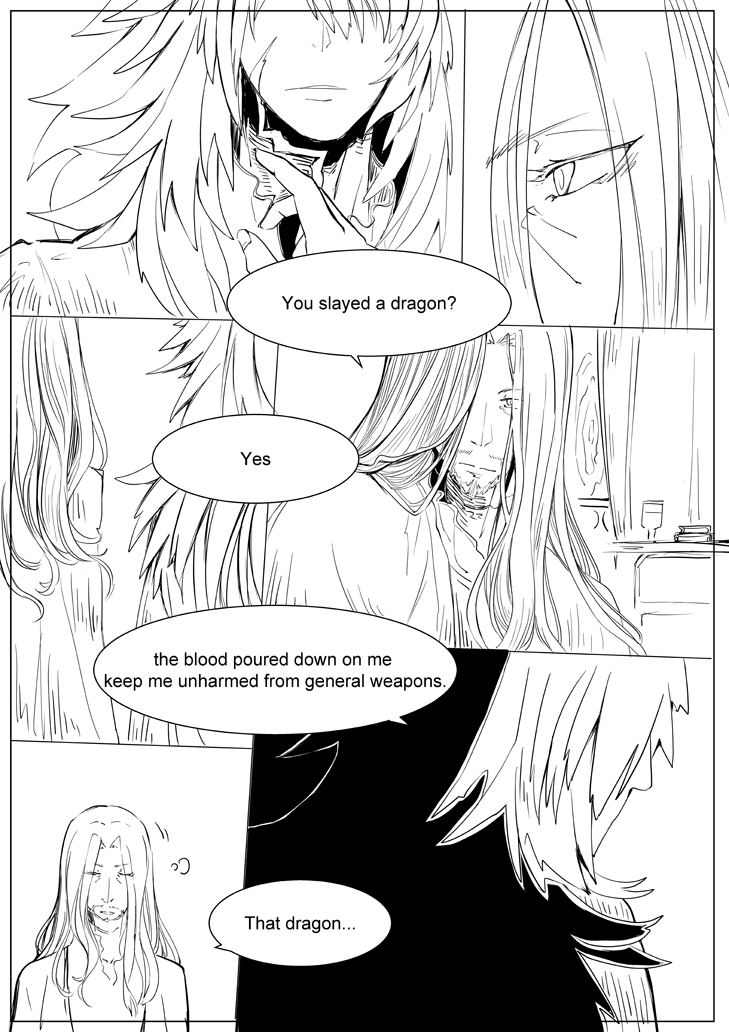 You slayed a dragon?
Yes
the blood poured down on me
keep me unharmed from general weapons.
That dragon...